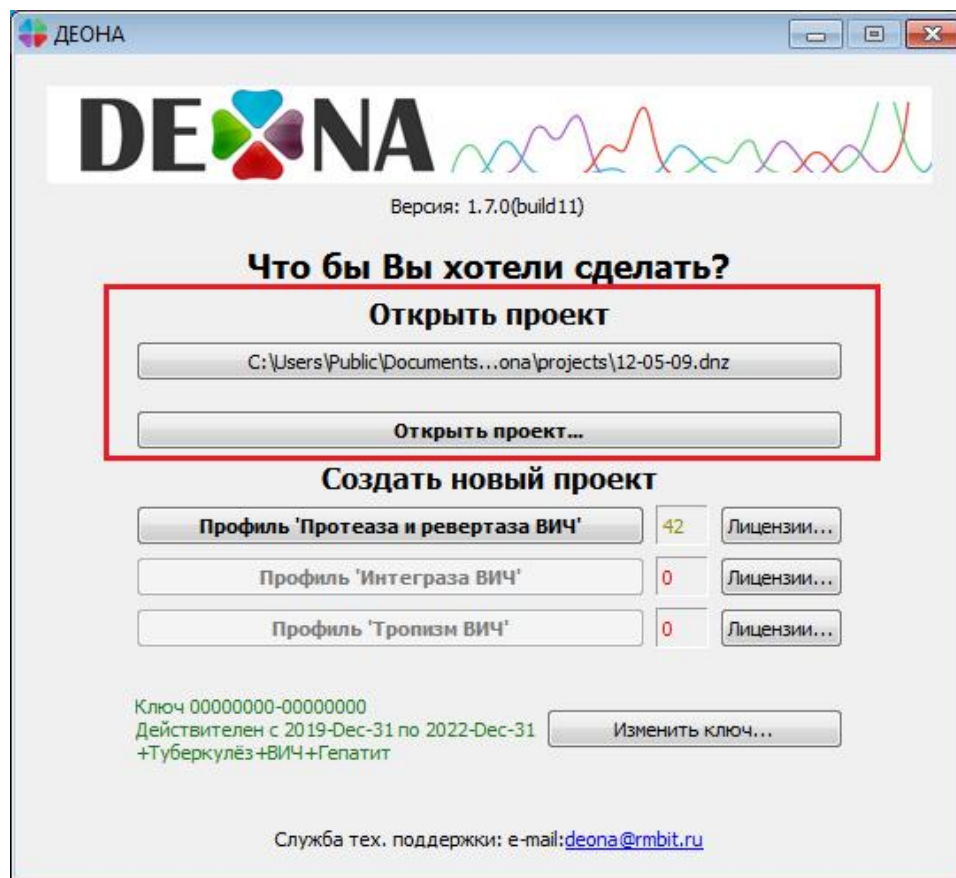 ДЕОНА
DEONA
Версия: 1.7.0(build11)
Что бы Вы хотели сделать?
Открыть проект
C:\Users\Public\Documents...ona\projects\12-05-09.dnz
Открыть проект...
Создать новый проект
Профиль 'Протеаза и ревертаза ВИЧ' 42 Лицензии...
Профиль 'Интеграза ВИЧ' 0 Лицензии...
Профиль 'Тропизм ВИЧ' 0 Лицензии...
Ключ 00000000-00000000
Действителен с 2019-Dec-31 по 2022-Dec-31 Изменить ключ...
+Туберкулёз+ВИЧ+Гепатит
Служба тех. поддержки: e-mail:deona@rmbit.ru